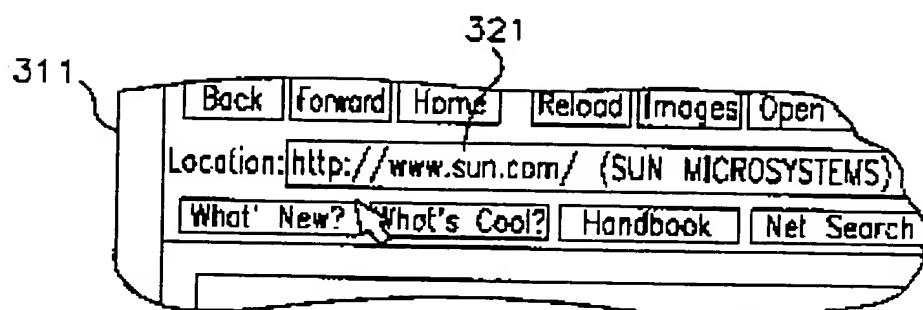 321
311
Back Forward Home Reload Images Open
Location: http://www.sun.com/ (SUN MICROSYSTEMS)
What' New? What's Cool? Handbook Net Search